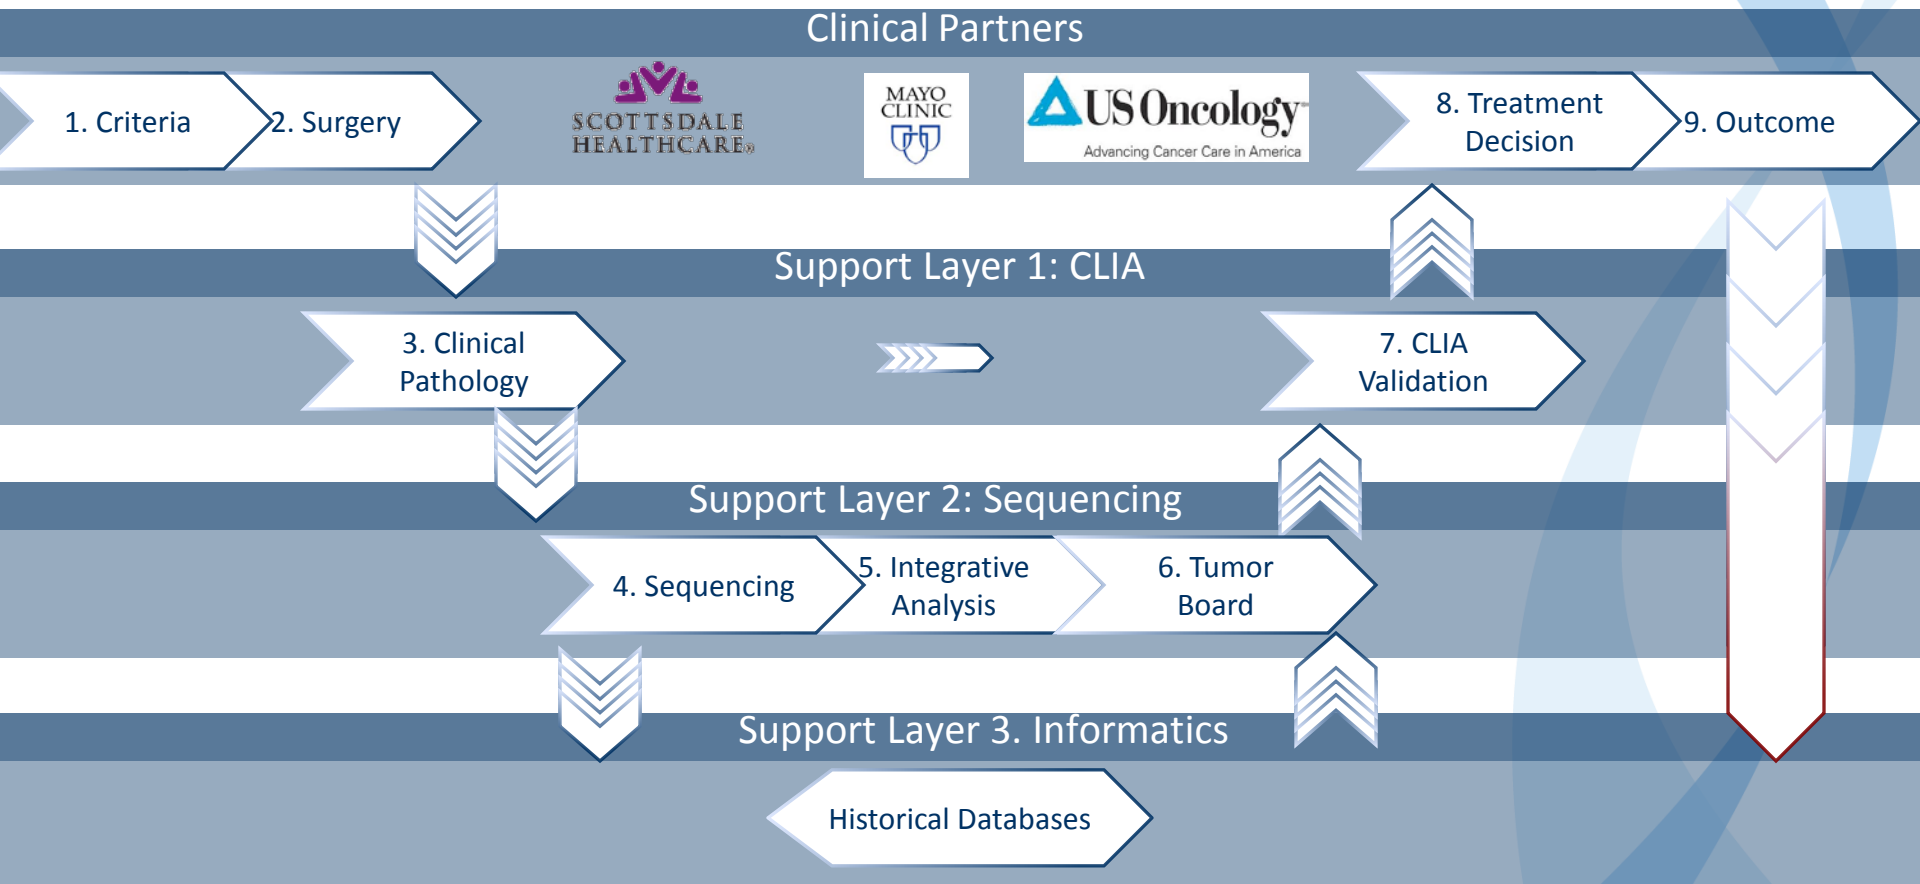 Clinical Partners
1. Criteria
2. Surgery
SCOTTSDALE
HEALTHCARE®
MAYO
CLINIC
US Oncology™
Advancing Cancer Care in America
8. Treatment
Decision
9. Outcome
Support Layer 1: CLIA
3. Clinical
Pathology
7. CLIA
Validation
Support Layer 2: Sequencing
4. Sequencing
5. Integrative
Analysis
6. Tumor
Board
Support Layer 3. Informatics
Historical Databases